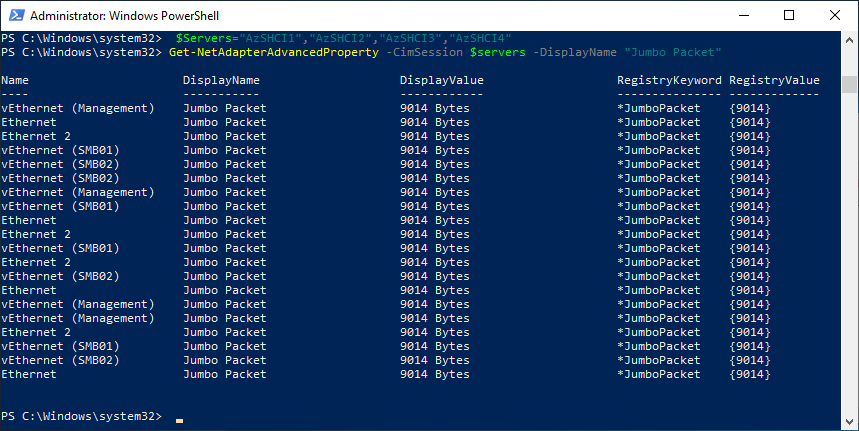 Administrator: Windows PowerShell
PS C:\Windows\system32>  $Servers="AzSHCI1","AzSHCI2","AzSHCI3","AzSHCI4"
PS C:\Windows\system32> Get-NetAdapterAdvancedProperty -CimSession $servers -DisplayName "Jumbo Packet"
Name DisplayName DisplayValue RegistryKeyword RegistryValue
---- ----------- ------------ --------------- -------------
vEthernet (Management) Jumbo Packet 9014 Bytes *JumboPacket {9014}
Ethernet Jumbo Packet 9014 Bytes *JumboPacket {9014}
Ethernet 2 Jumbo Packet 9014 Bytes *JumboPacket {9014}
vEthernet (SMB01) Jumbo Packet 9014 Bytes *JumboPacket {9014}
vEthernet (SMB02) Jumbo Packet 9014 Bytes *JumboPacket {9014}
vEthernet (SMB02) Jumbo Packet 9014 Bytes *JumboPacket {9014}
vEthernet (Management) Jumbo Packet 9014 Bytes *JumboPacket {9014}
vEthernet (SMB01) Jumbo Packet 9014 Bytes *JumboPacket {9014}
Ethernet Jumbo Packet 9014 Bytes *JumboPacket {9014}
Ethernet 2 Jumbo Packet 9014 Bytes *JumboPacket {9014}
vEthernet (SMB01) Jumbo Packet 9014 Bytes *JumboPacket {9014}
Ethernet 2 Jumbo Packet 9014 Bytes *JumboPacket {9014}
vEthernet (SMB02) Jumbo Packet 9014 Bytes *JumboPacket {9014}
Ethernet Jumbo Packet 9014 Bytes *JumboPacket {9014}
vEthernet (Management) Jumbo Packet 9014 Bytes *JumboPacket {9014}
vEthernet (Management) Jumbo Packet 9014 Bytes *JumboPacket {9014}
Ethernet 2 Jumbo Packet 9014 Bytes *JumboPacket {9014}
vEthernet (SMB01) Jumbo Packet 9014 Bytes *JumboPacket {9014}
vEthernet (SMB02) Jumbo Packet 9014 Bytes *JumboPacket {9014}
Ethernet Jumbo Packet 9014 Bytes *JumboPacket {9014}
PS C:\Windows\system32>